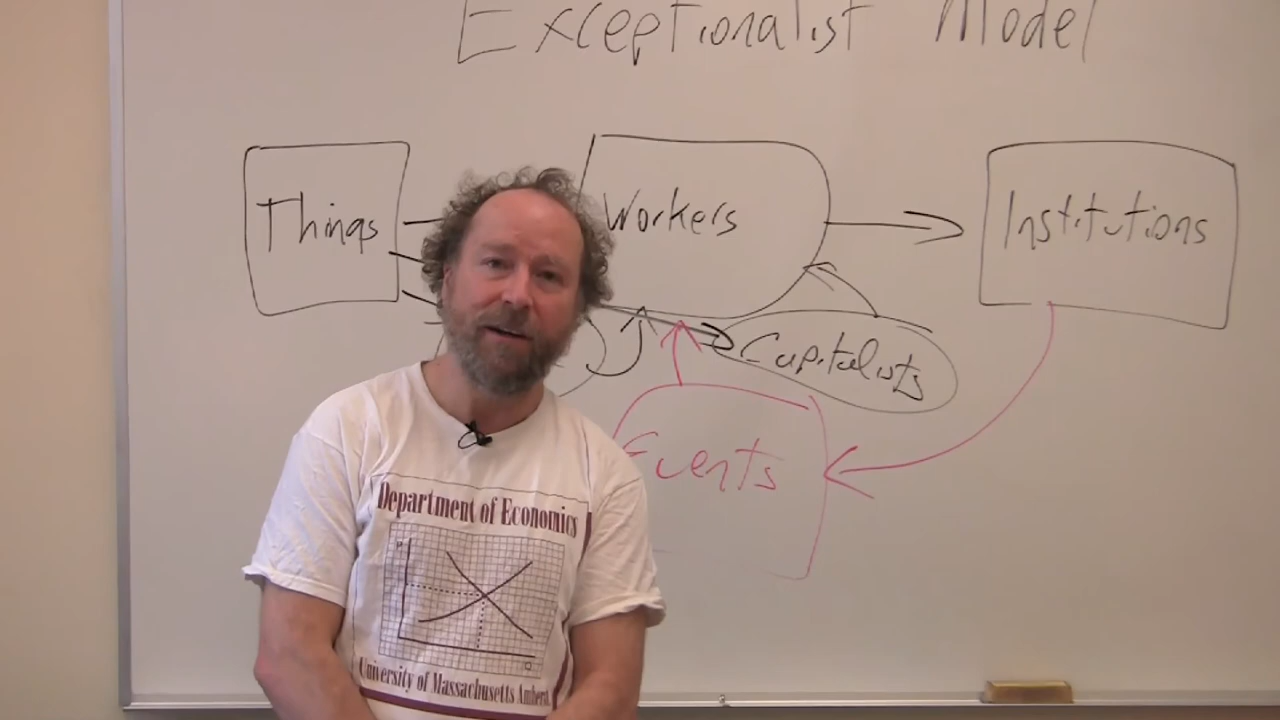 Exceptionalist Model
Things
Workers
Institutions
Capitalists
Events
Department of Economics
P
Q
University of Massachusetts Amherst